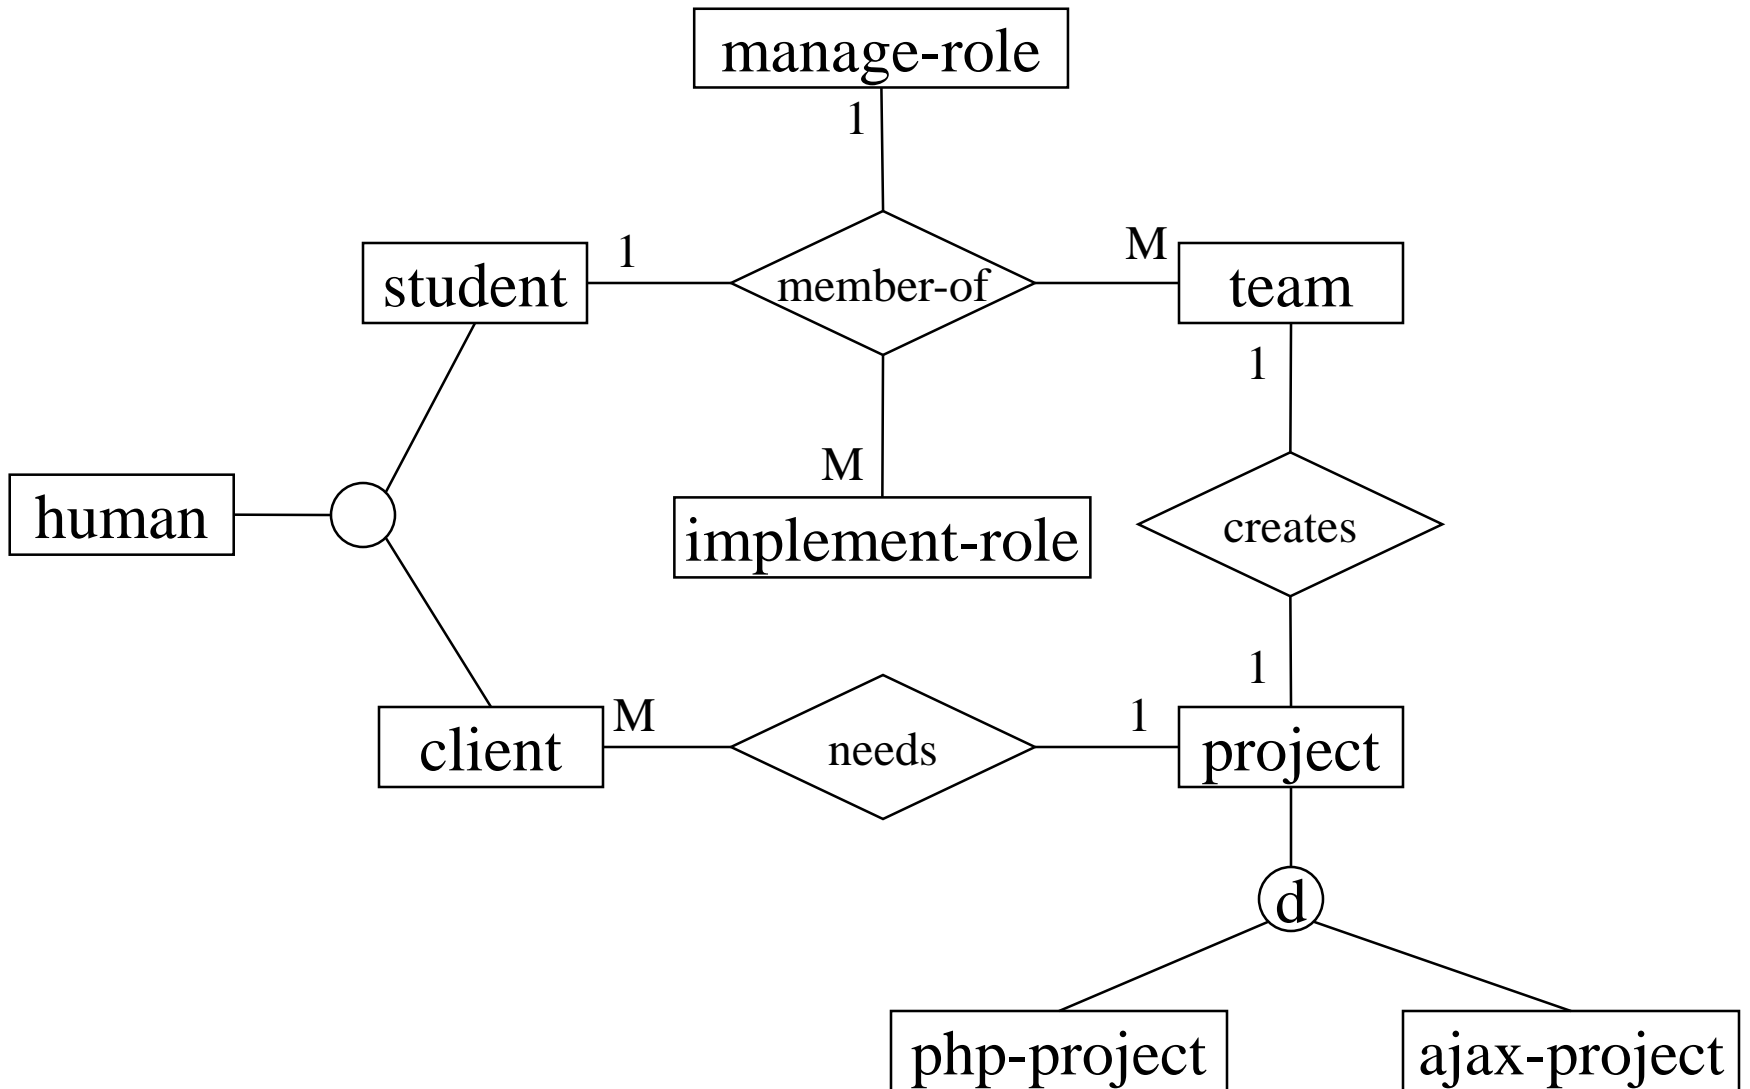 manage-role
1
student
1
member-of
M
team
1
M
human
implement-role
creates
1
client
M
needs
1
project
d
php-project
ajax-project